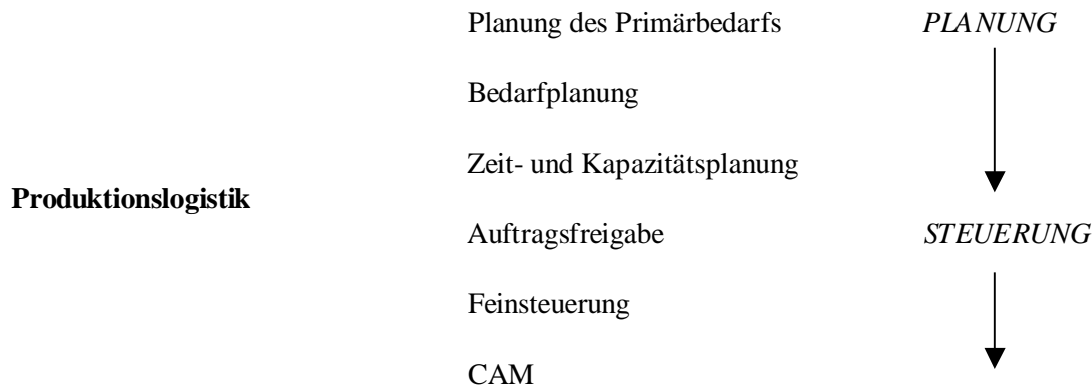 Planung des Primärbedarfs PLANUNG
Bedarfplanung
Zeit- und Kapazitätsplanung
Produktionslogistik
Auftragsfreigabe STEUERUNG
Feinsteuerung
CAM